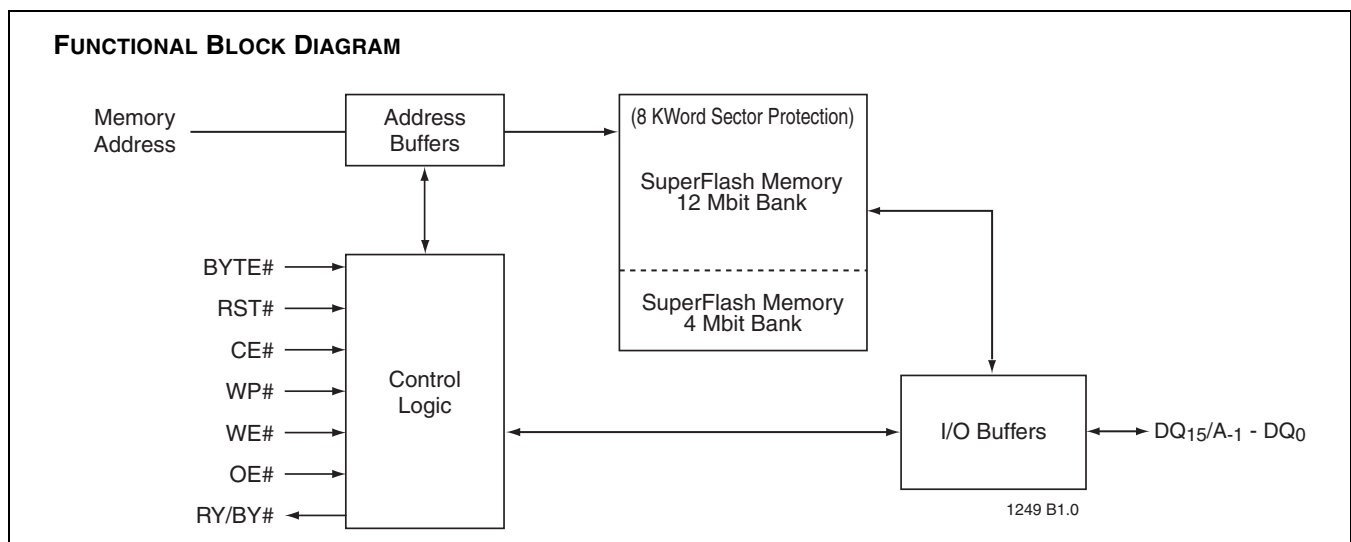 FUNCTIONAL BLOCK DIAGRAM
Memory
Address
Address
Buffers
(8 KWord Sector Protection)
SuperFlash Memory
12 Mbit Bank
SuperFlash Memory
4 Mbit Bank
BYTE#
RST#
CE#
WP#
WE#
OE#
RY/BY#
Control
Logic
I/O Buffers
DQ15/A-1 - DQ0
1249 B1.0